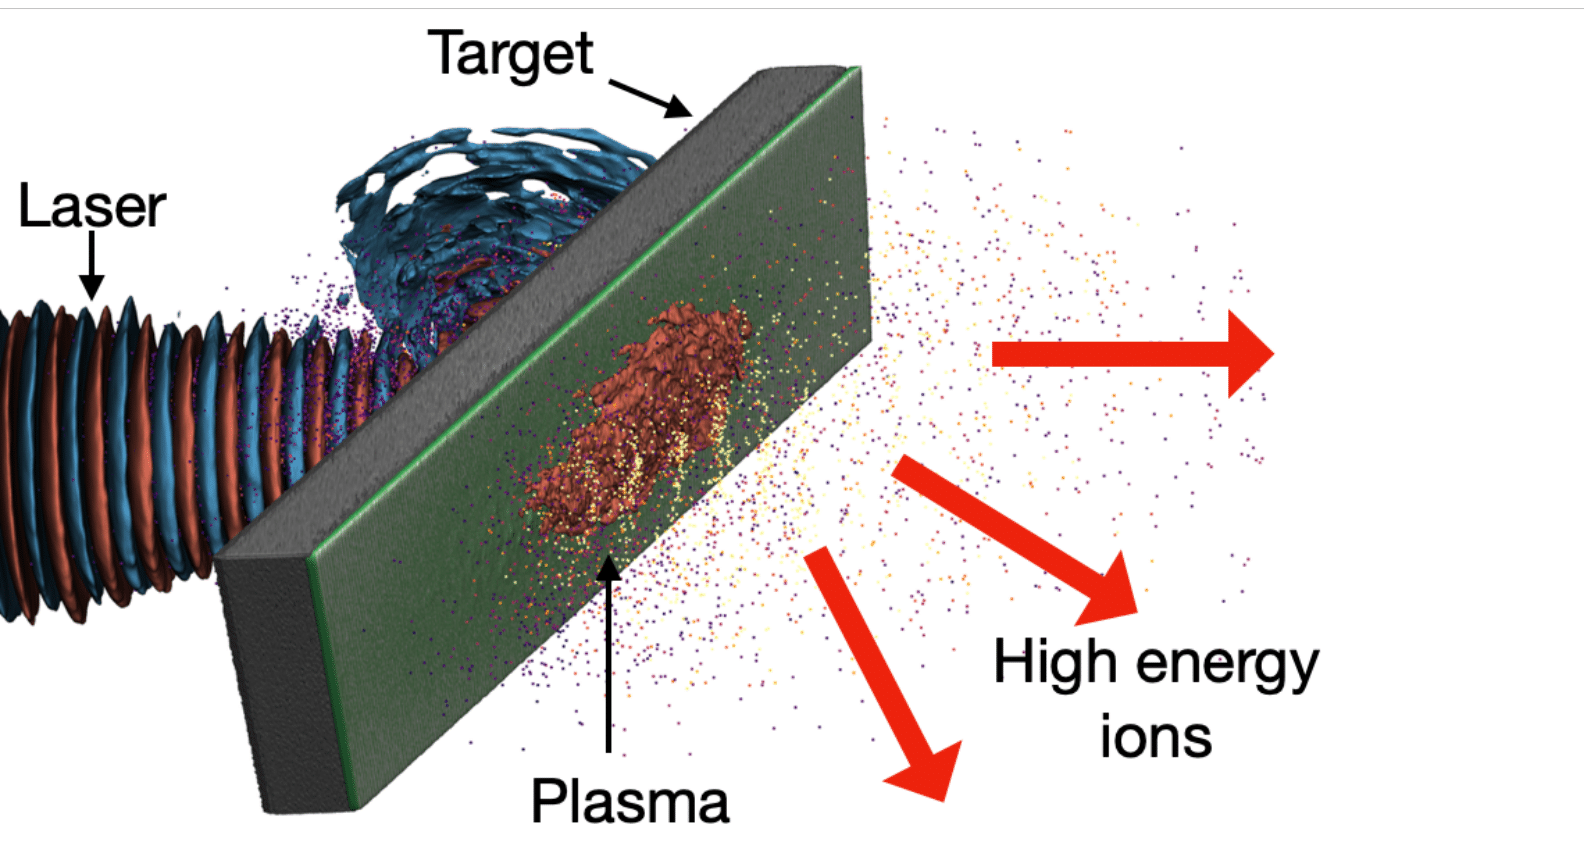 Target
Laser
High energy
ions
Plasma